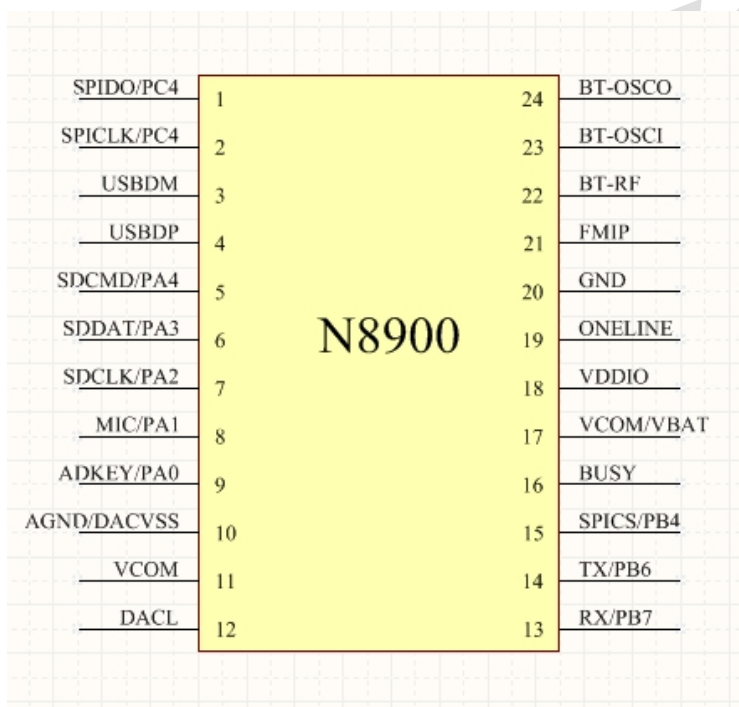 SPIDO/PC4 1 24 BT-OSCO
SPICLK/PC4 2 23 BT-OSCI
USBDM 3 22 BT-RF
USBDP 4 21 FMIP
SDCMD/PA4 5 20 GND
SDDAT/PA3 6 19 ONELINE
N8900
SDCLK/PA2 7 18 VDDIO
MIC/PA1 8 17 VCOM/VBAT
ADKEY/PA0 9 16 BUSY
AGND/DACVSS 10 15 SPICS/PB4
VCOM 11 14 TX/PB6
DACL 12 13 RX/PB7